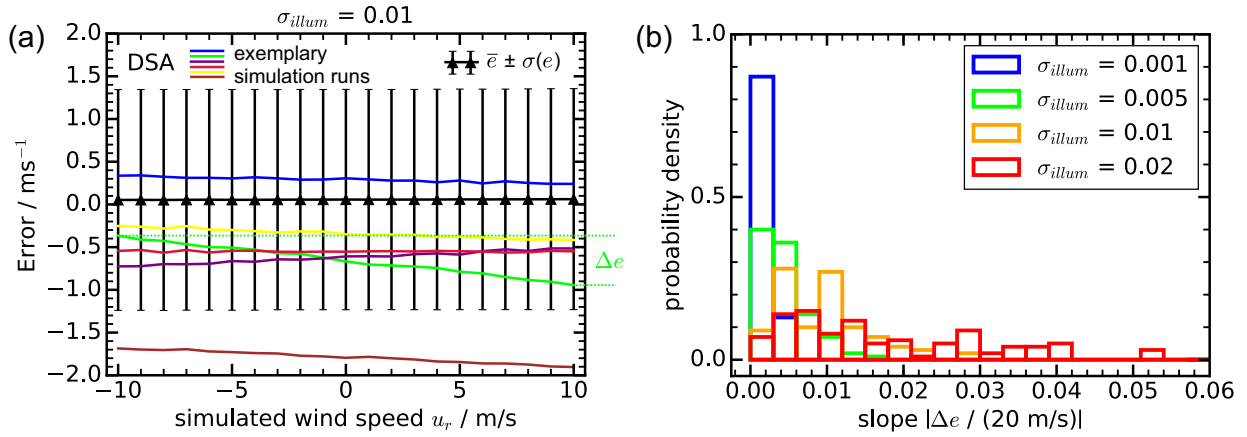 (a)
σ_illum = 0.01
DSA
exemplary
simulation runs
e̅ ± σ(e)
Δe
2.0
1.5
1.0
0.5
0.0
−0.5
−1.0
−1.5
−2.0
Error / ms⁻¹
−10
−5
0
5
10
simulated wind speed u_r / m/s
(b)
σ_illum = 0.001
σ_illum = 0.005
σ_illum = 0.01
σ_illum = 0.02
1.0
0.5
0.0
probability density
0.00
0.01
0.02
0.03
0.04
0.05
0.06
slope |Δe / (20 m/s)|